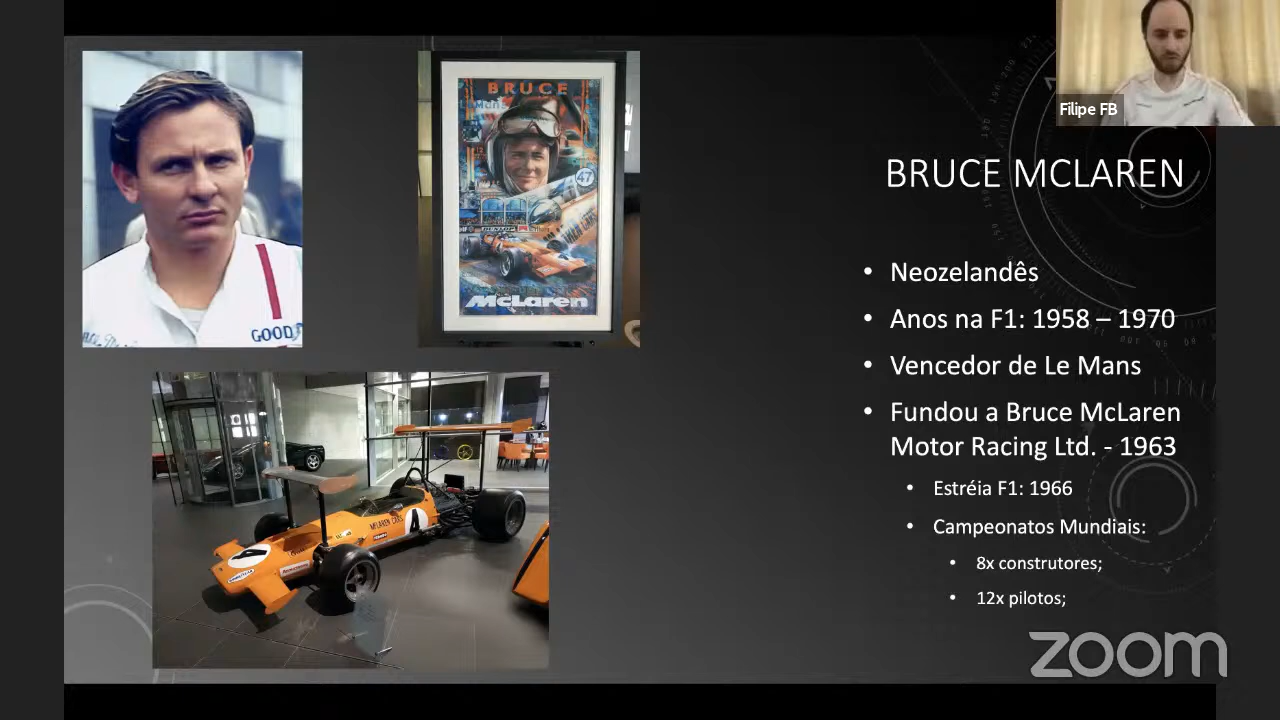 Filipe FB
BRUCE MCLAREN
• Neozelandês
• Anos na F1: 1958 – 1970
• Vencedor de Le Mans
• Fundou a Bruce McLaren
Motor Racing Ltd. - 1963
• Estréia F1: 1966
• Campeonatos Mundiais:
• 8x construtores;
• 12x pilotos;
BRUCE
47
DUNLOP
McLaren
GOOD
McLAREN CARS
4
4
zoom